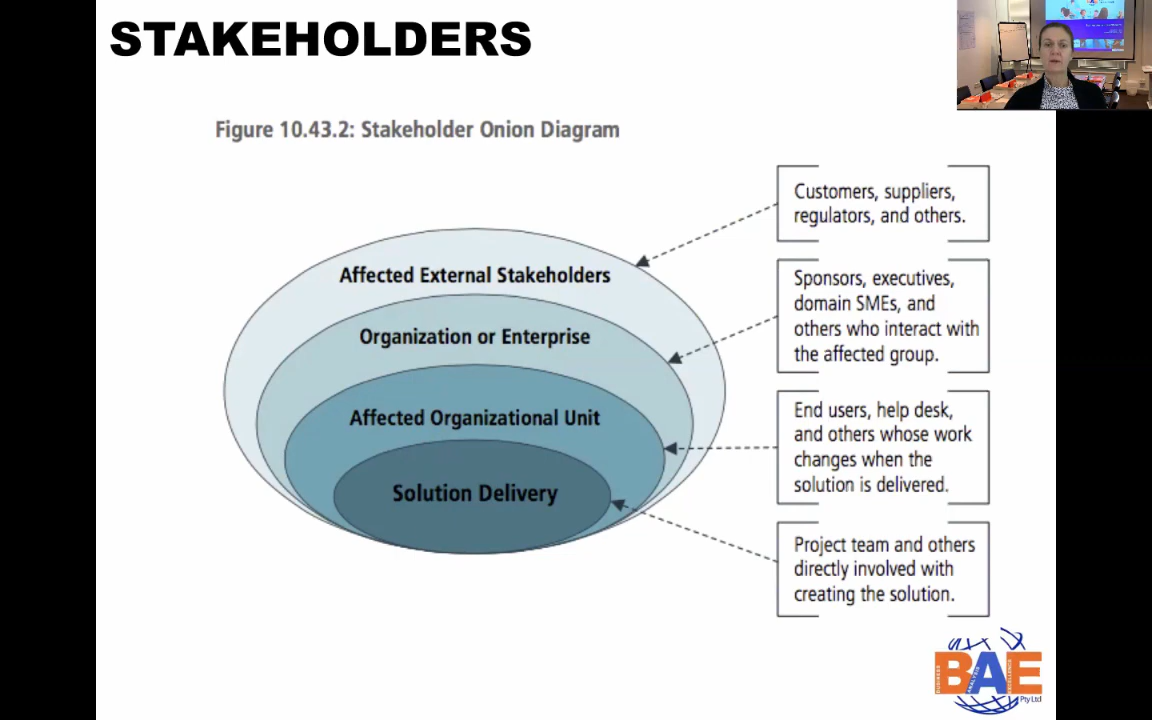 STAKEHOLDERS
Figure 10.43.2: Stakeholder Onion Diagram
Affected External Stakeholders
Organization or Enterprise
Affected Organizational Unit
Solution Delivery
Customers, suppliers,
regulators, and others.
Sponsors, executives,
domain SMEs, and
others who interact with
the affected group.
End users, help desk,
and others whose work
changes when the
solution is delivered.
Project team and others
directly involved with
creating the solution.
BAE
Pty Ltd